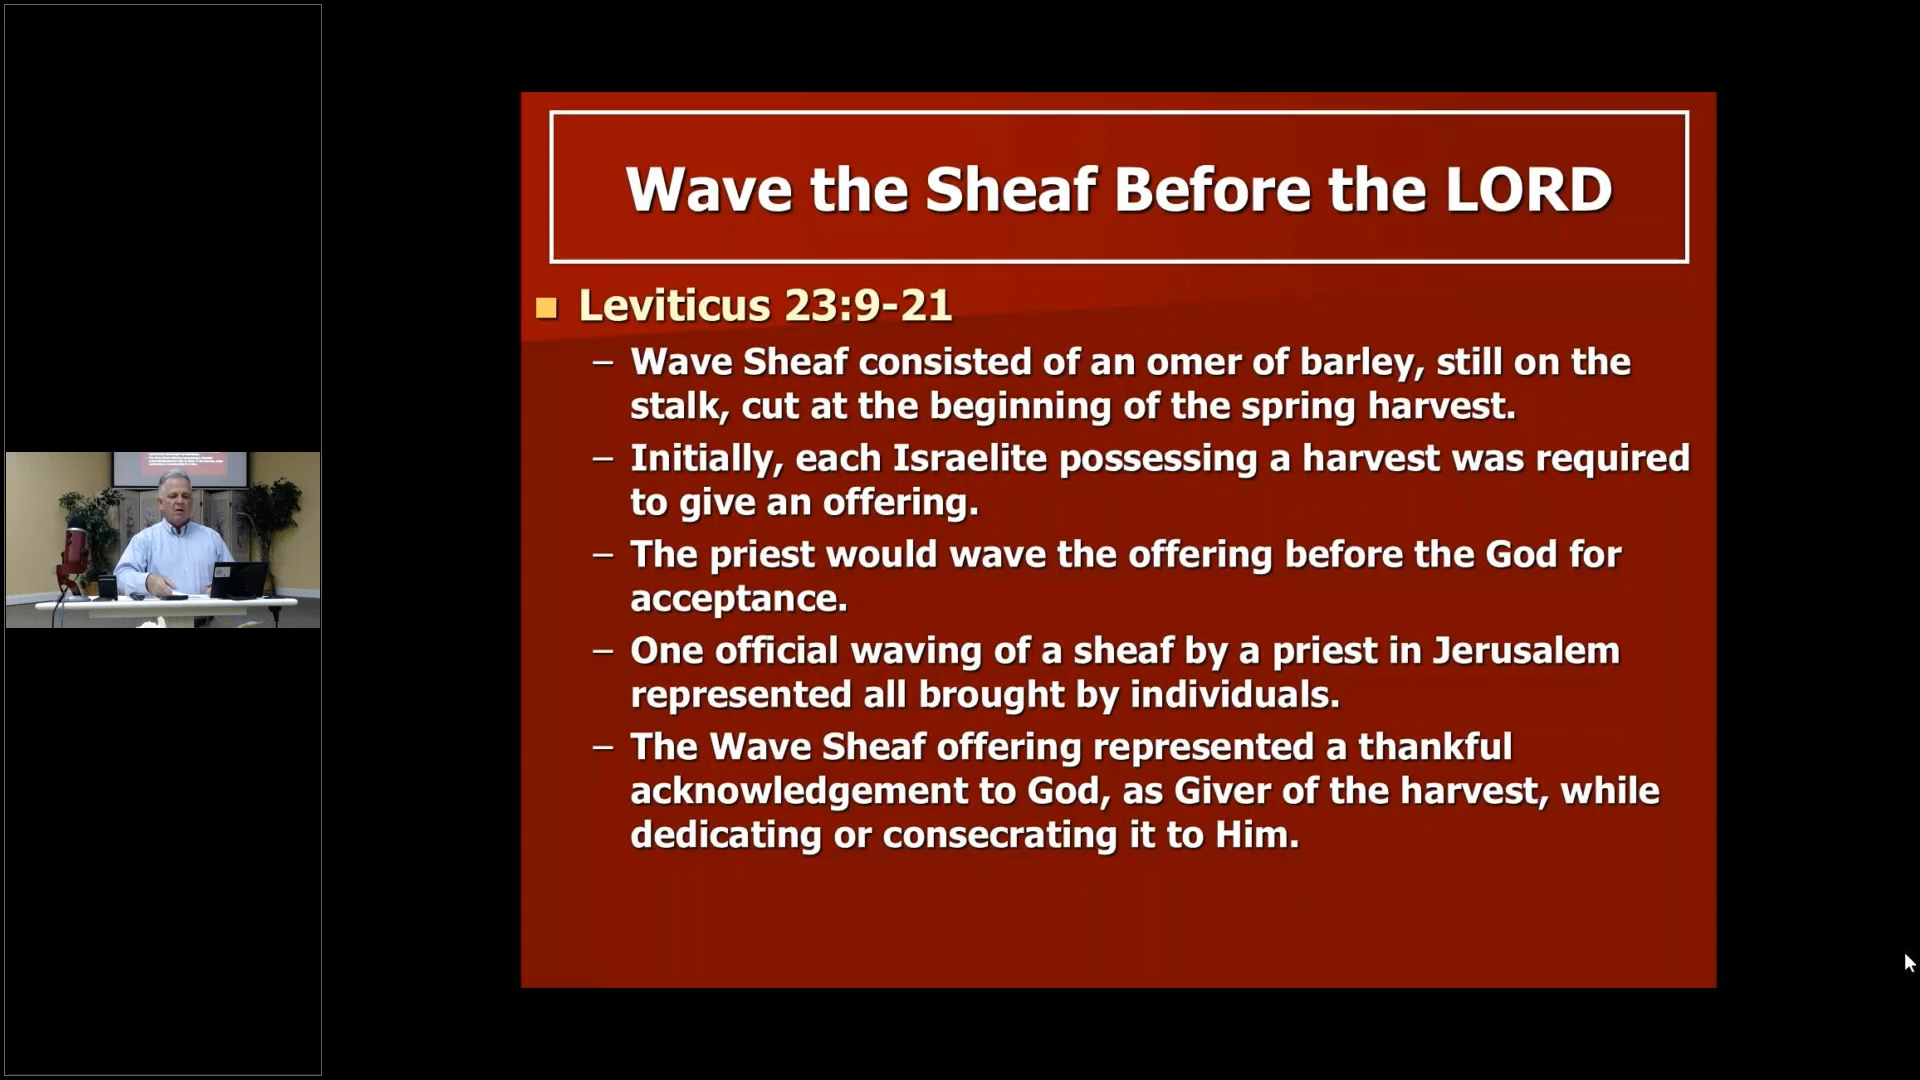 Wave the Sheaf Before the LORD
Leviticus 23:9-21
– Wave Sheaf consisted of an omer of barley, still on the
stalk, cut at the beginning of the spring harvest.
– Initially, each Israelite possessing a harvest was required
to give an offering.
– The priest would wave the offering before the God for
acceptance.
– One official waving of a sheaf by a priest in Jerusalem
represented all brought by individuals.
– The Wave Sheaf offering represented a thankful
acknowledgement to God, as Giver of the harvest, while
dedicating or consecrating it to Him.